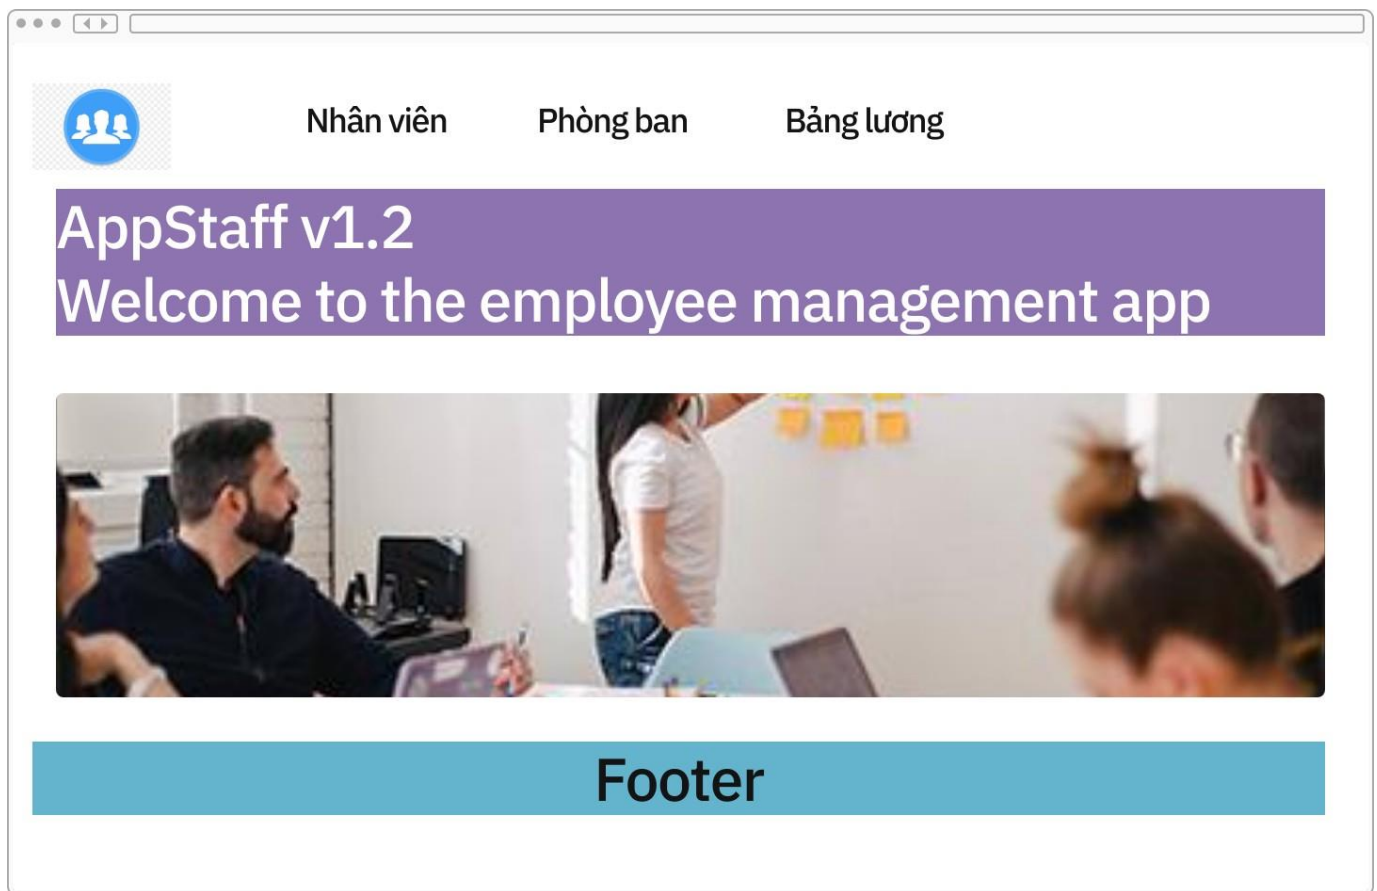 Nhân viên Phòng ban Bảng lương
AppStaff v1.2
Welcome to the employee management app
Footer